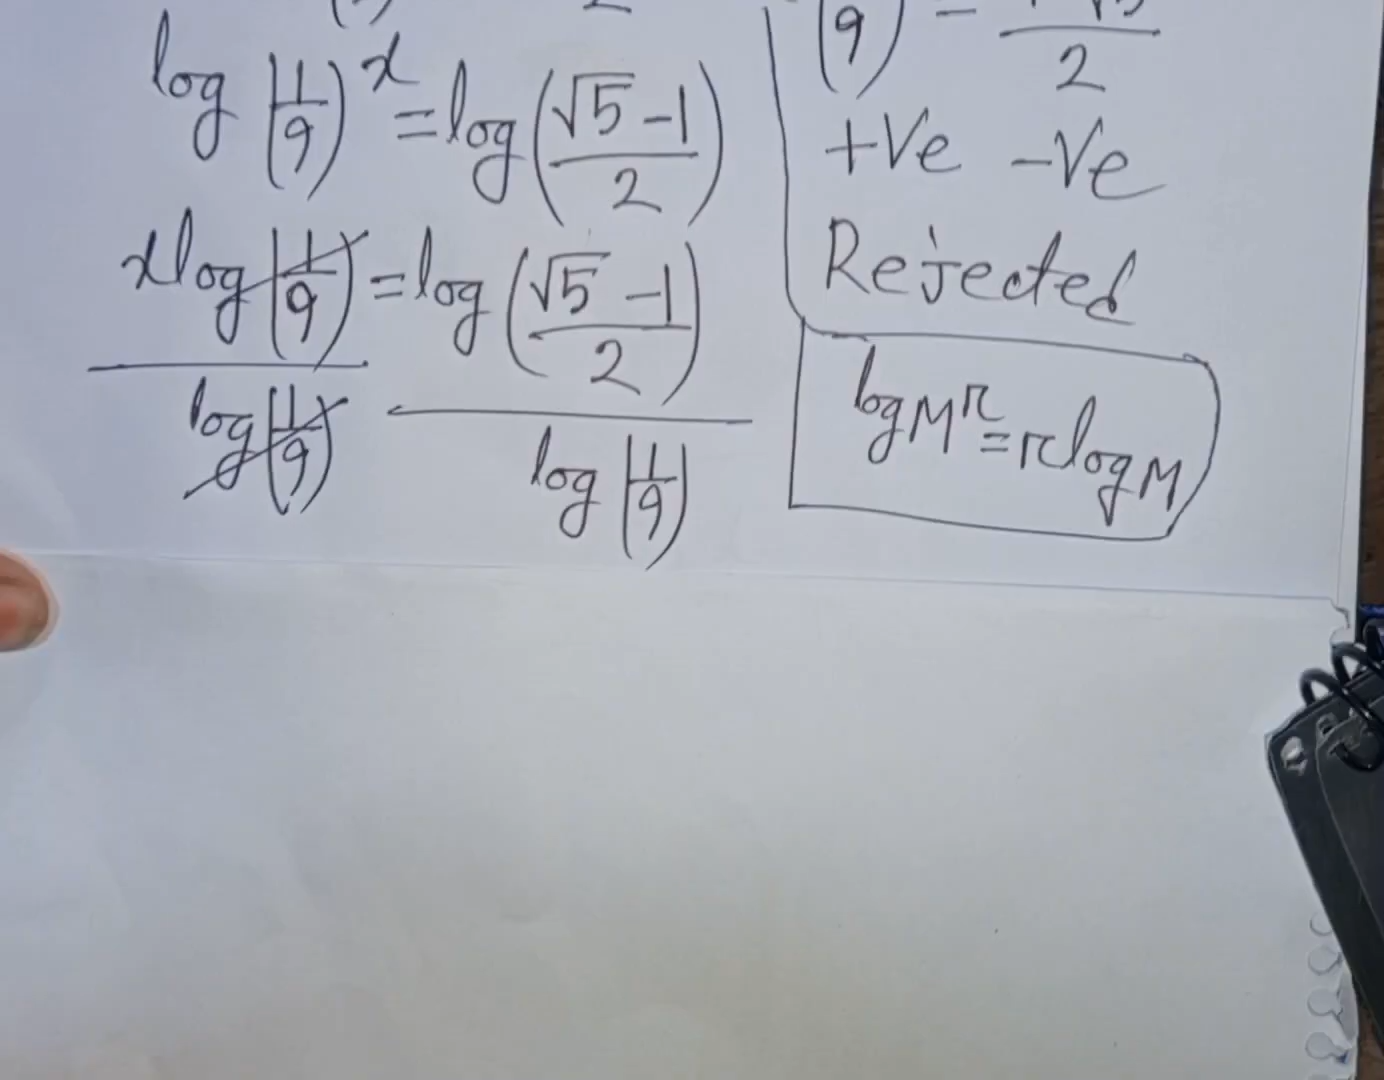 log (1/9)^x = log ((√5 - 1)/2)
x log (1/9) = log ((√5 - 1)/2)
log (1/9) log (1/9)
(9) = 2
+Ve -Ve
Rejected
log M^r = r log M